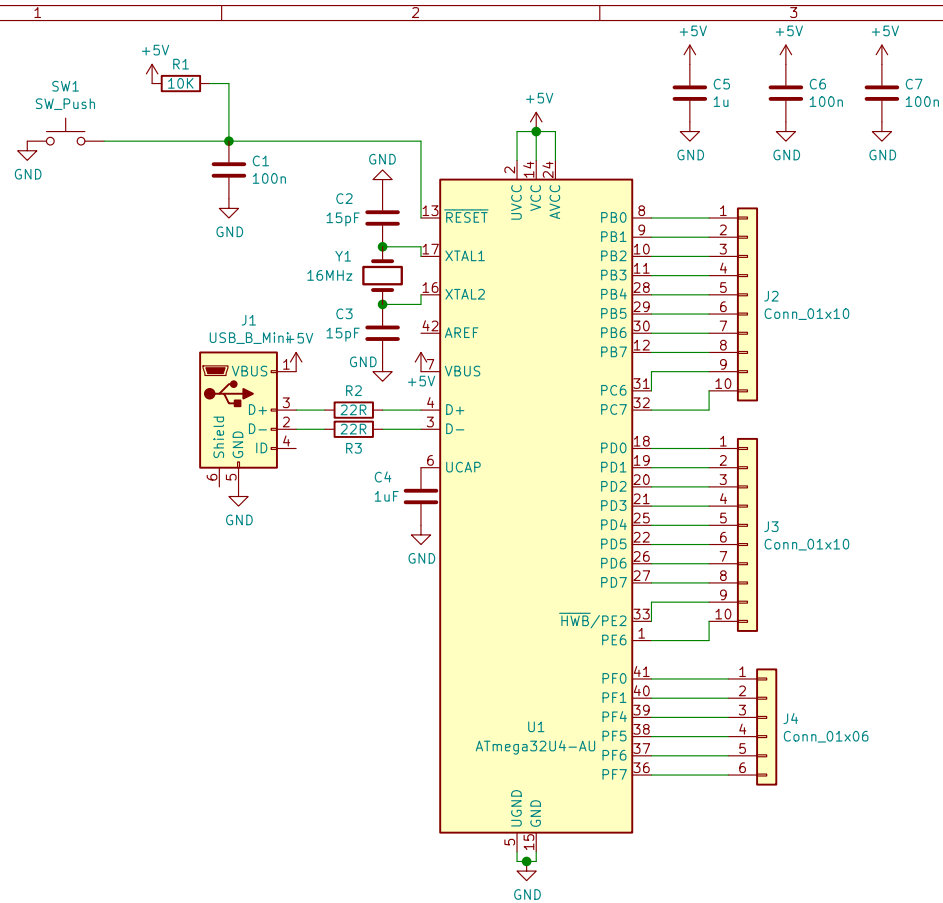 1 2 3
+5V
R1
10K
SW1
SW_Push
GND
C1
100n
GND
+5V
C5
1u
GND
+5V
C6
100n
GND
+5V
C7
100n
GND
GND
C2
15pF
Y1
16MHz
C3
15pF
GND
+5V
2 14 24
UVCC VCC AVCC
13 RESET
17 XTAL1
16 XTAL2
42 AREF
7 VBUS
+5V
4 D+
3 D-
6 UCAP
J1
USB_B_Mini
+5V
VBUS 1
D+ 3
D- 2
ID 4
Shield GND
6 5
GND
R2
22R
22R
R3
C4
1uF
GND
PB0 8 1
PB1 9 2
PB2 10 3
PB3 11 4
PB4 28 5
PB5 29 6
PB6 30 7
PB7 12 8
9
PC6 31
10
PC7 32
J2
Conn_01x10
PD0 18 1
PD1 19 2
PD2 20 3
PD3 21 4
PD4 25 5
PD5 22 6
PD6 26 7
PD7 27 8
9
HWB/PE2 33
10
PE6 1
J3
Conn_01x10
PF0 41 1
PF1 40 2
PF4 39 3
PF5 38 4
PF6 37 5
PF7 36 6
J4
Conn_01x06
U1
ATmega32U4-AU
UGND GND
5 15
GND